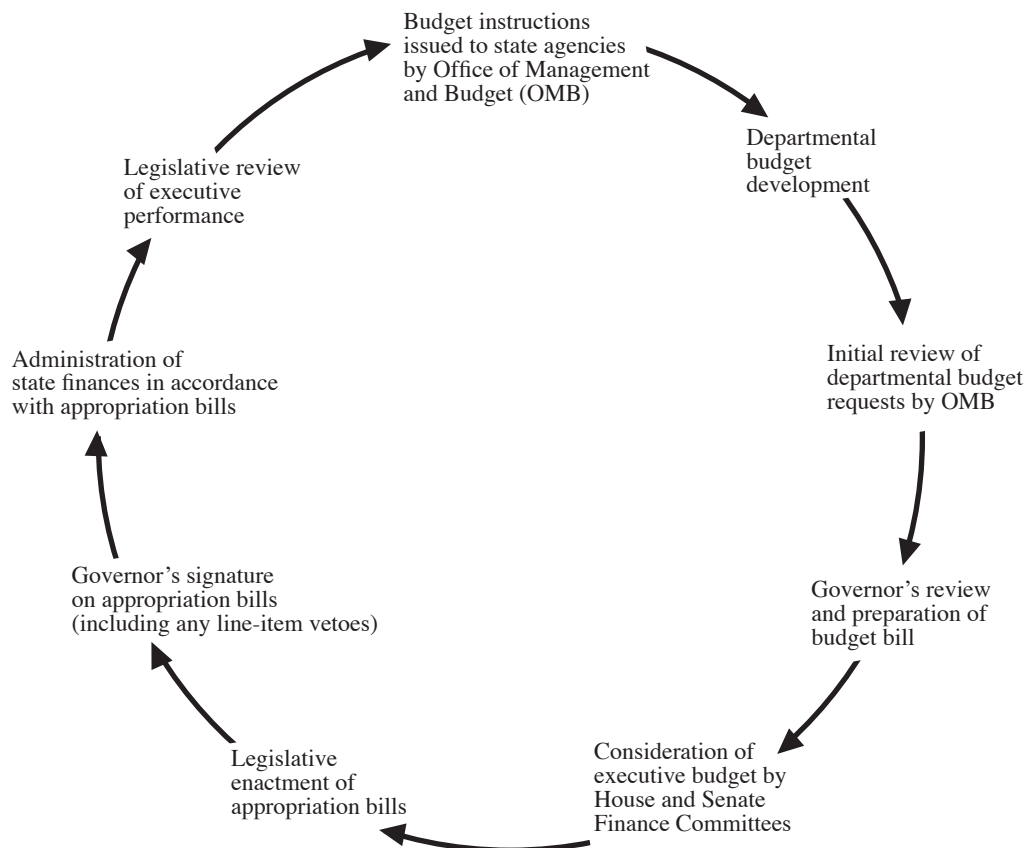 Budget instructions
issued to state agencies
by Office of Management
and Budget (OMB)
Departmental
budget
development
Initial review of
departmental budget
requests by OMB
Governor’s review
and preparation of
budget bill
Consideration of
executive budget by
House and Senate
Finance Committees
Legislative
enactment of
appropriation bills
Governor’s signature
on appropriation bills
(including any line-item vetoes)
Administration of
state finances in accordance
with appropriation bills
Legislative review
of executive
performance